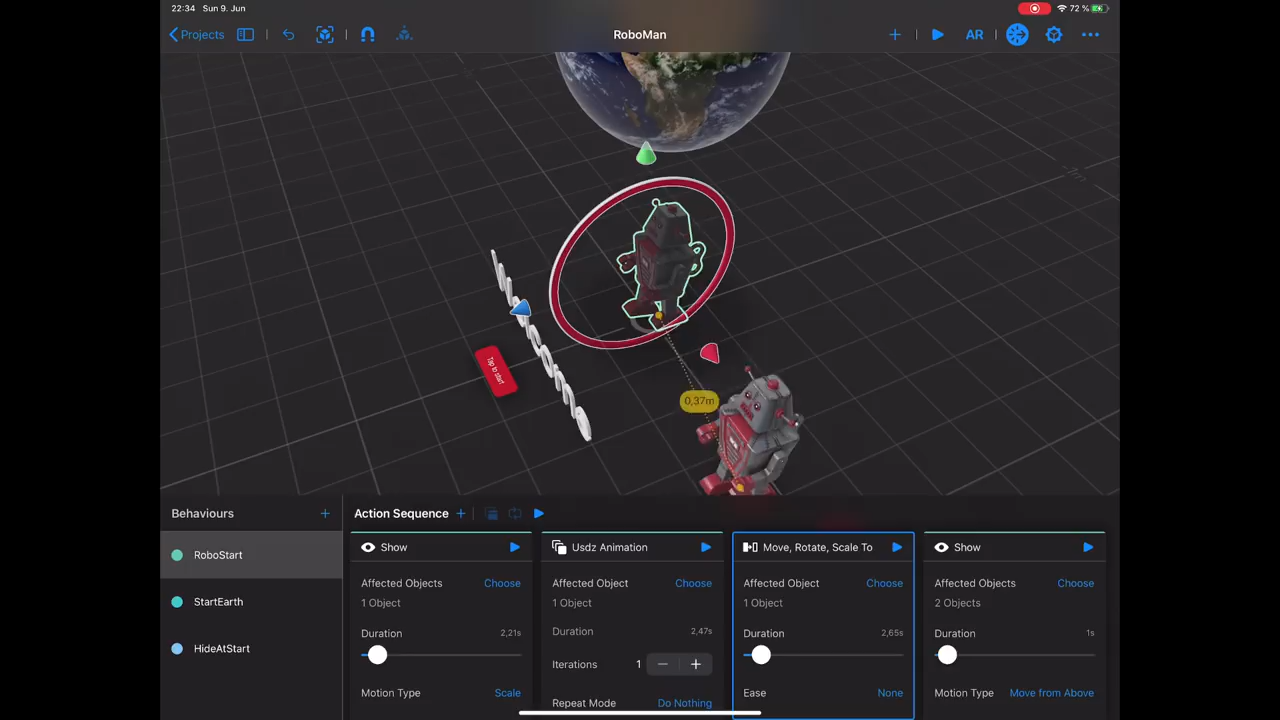 22:34 Sun 9. Jun
72 %
Projects
RoboMan
AR
Tap to start
0,37m
Behaviours
RoboStart
StartEarth
HideAtStart
Action Sequence
Show
Affected Objects Choose
1 Object
Duration 2,21s
Motion Type Scale
Usdz Animation
Affected Object Choose
1 Object
Duration 2,47s
Iterations 1
Repeat Mode Do Nothing
Move, Rotate, Scale To
Affected Object Choose
1 Object
Duration 2,65s
Ease None
Show
Affected Objects Choose
2 Objects
Duration 1s
Motion Type Move from Above